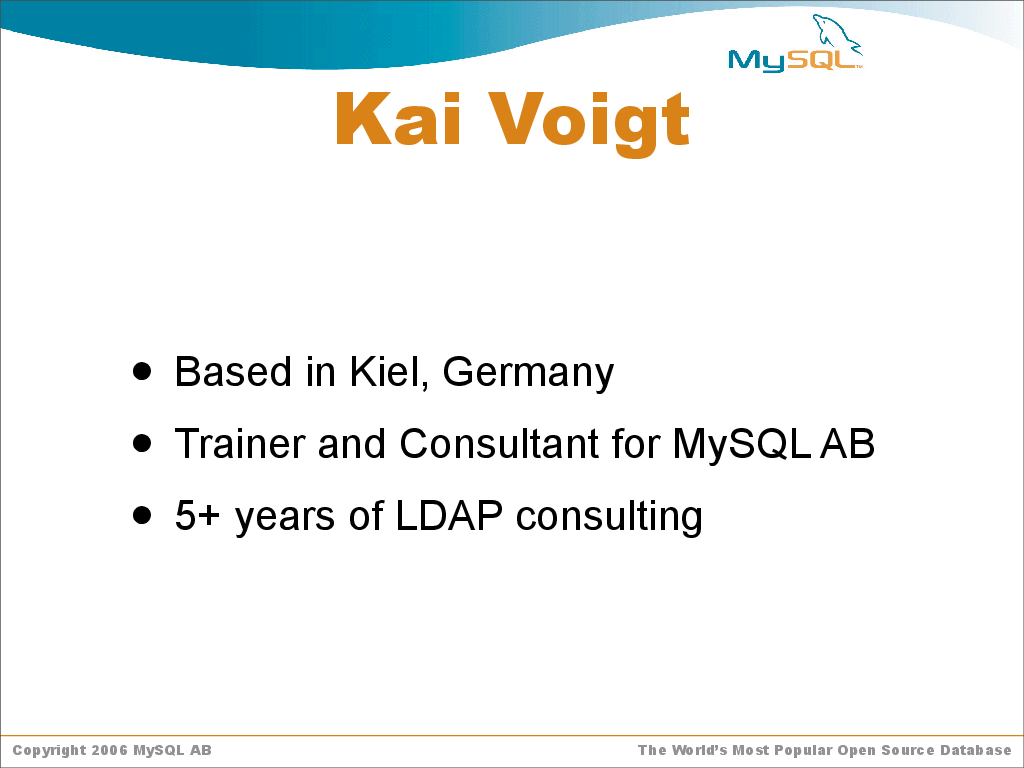 MySQL™
Kai Voigt
• Based in Kiel, Germany
• Trainer and Consultant for MySQL AB
• 5+ years of LDAP consulting
Copyright 2006 MySQL AB
The World’s Most Popular Open Source Database